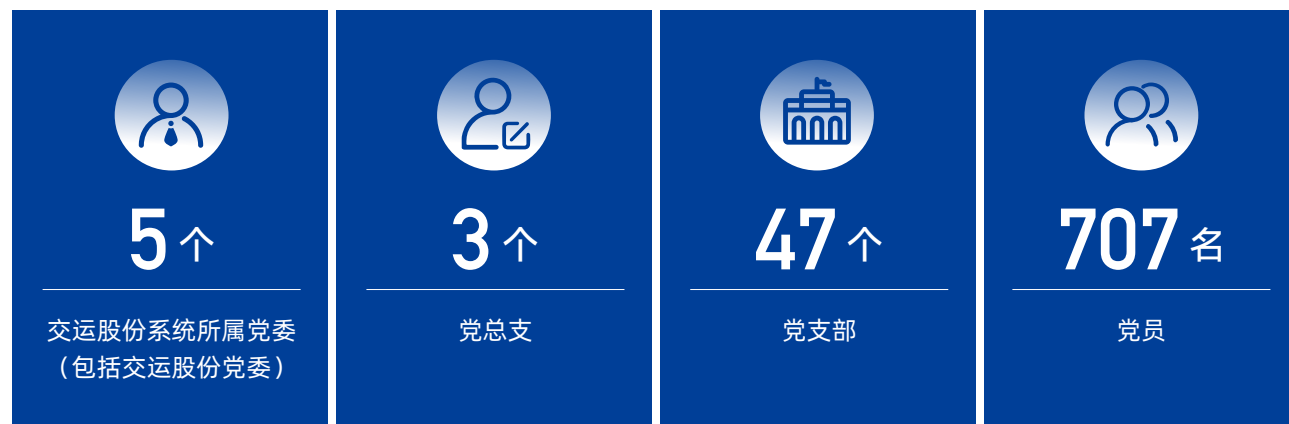 5 个
交运股份系统所属党委
（包括交运股份党委）
3 个
党总支
47 个
党支部
707 名
党员